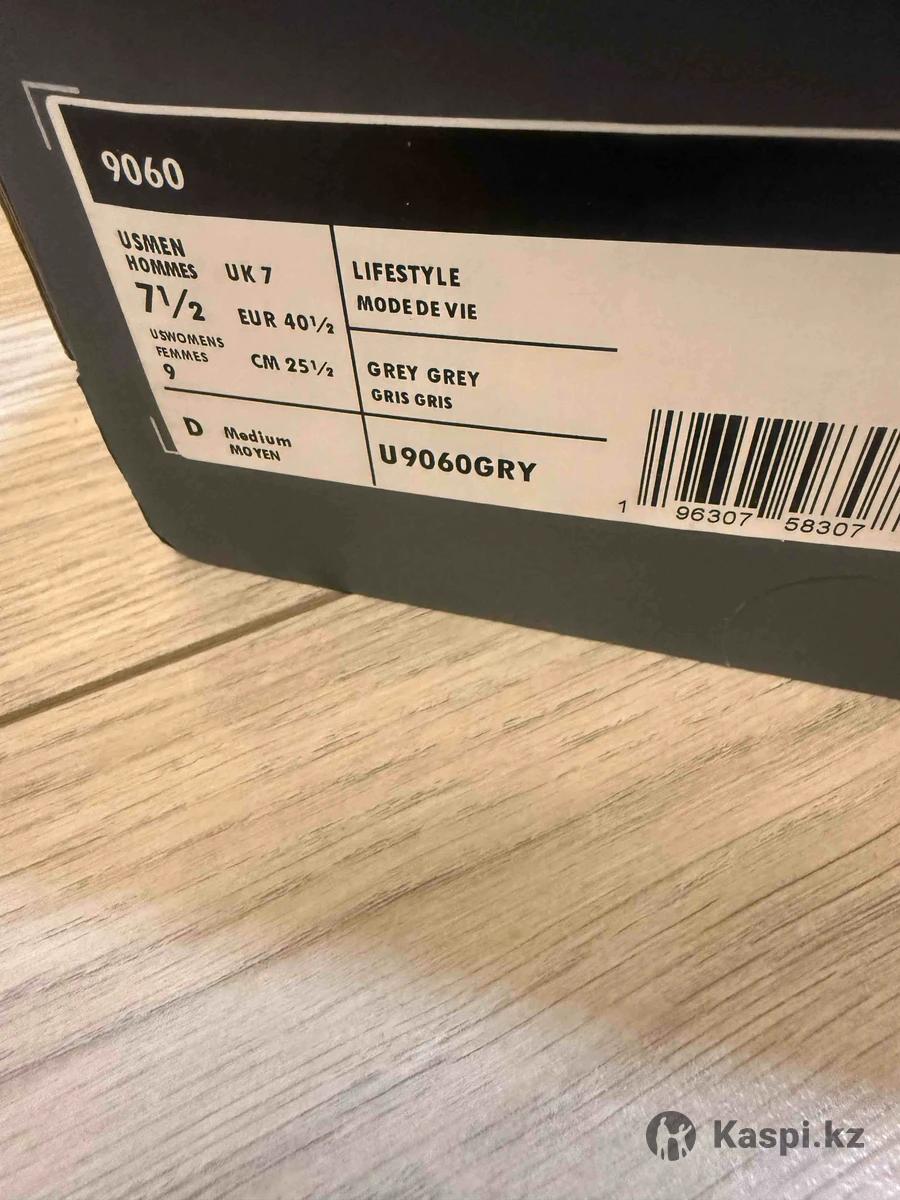 9060
USMEN
HOMMES
7½
UK 7
EUR 40½
USWOMENS
FEMMES
9
CM 25½
D Medium
MOYEN
LIFESTYLE
MODE DE VIE
GREY GREY
GRIS GRIS
U9060GRY
1 96307 58307
Kaspi.kz